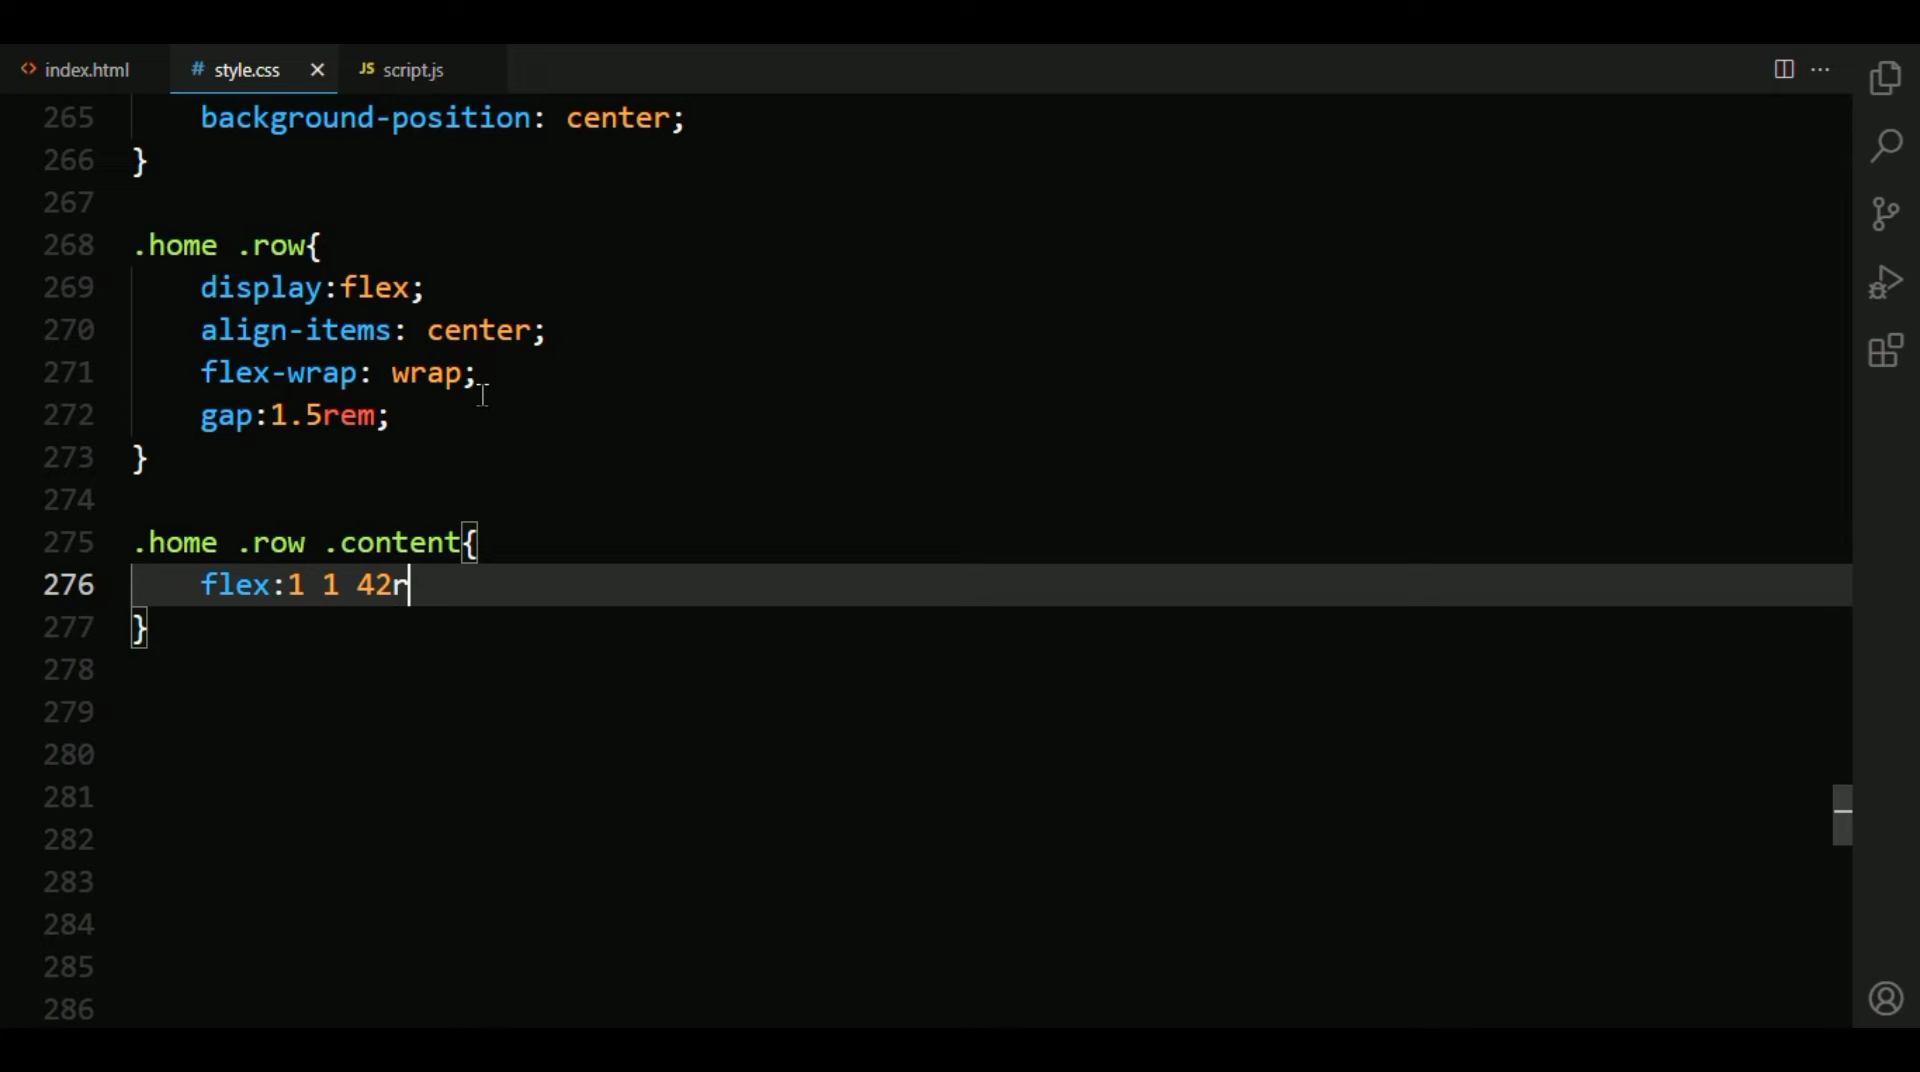 index.html style.css JS script.js
265 background-position: center;
266 }
267
268 .home .row{
269 display:flex;
270 align-items: center;
271 flex-wrap: wrap;
272 gap:1.5rem;
273 }
274
275 .home .row .content{
276 flex:1 1 42r
277 }
278
279
280
281
282
283
284
285
286